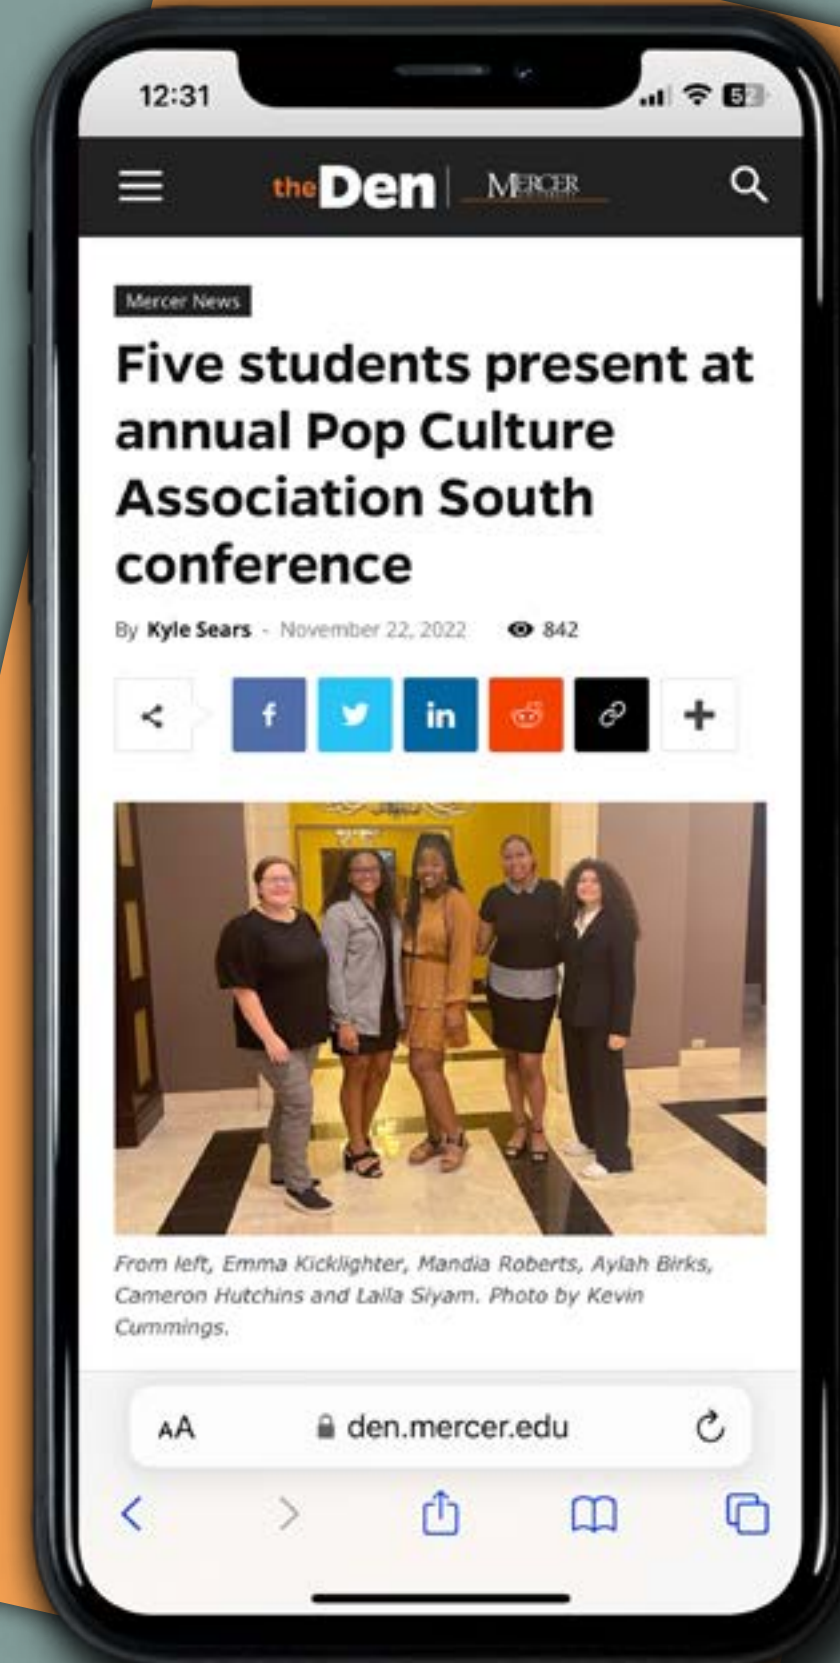 12:31
52
the Den | MERCER
Mercer News
Five students present at
annual Pop Culture
Association South
conference
By Kyle Sears - November 22, 2022 842
f in
From left, Emma Kicklighter, Mandia Roberts, Aylah Birks,
Cameron Hutchins and Laila Siyam. Photo by Kevin
Cummings.
AA den.mercer.edu